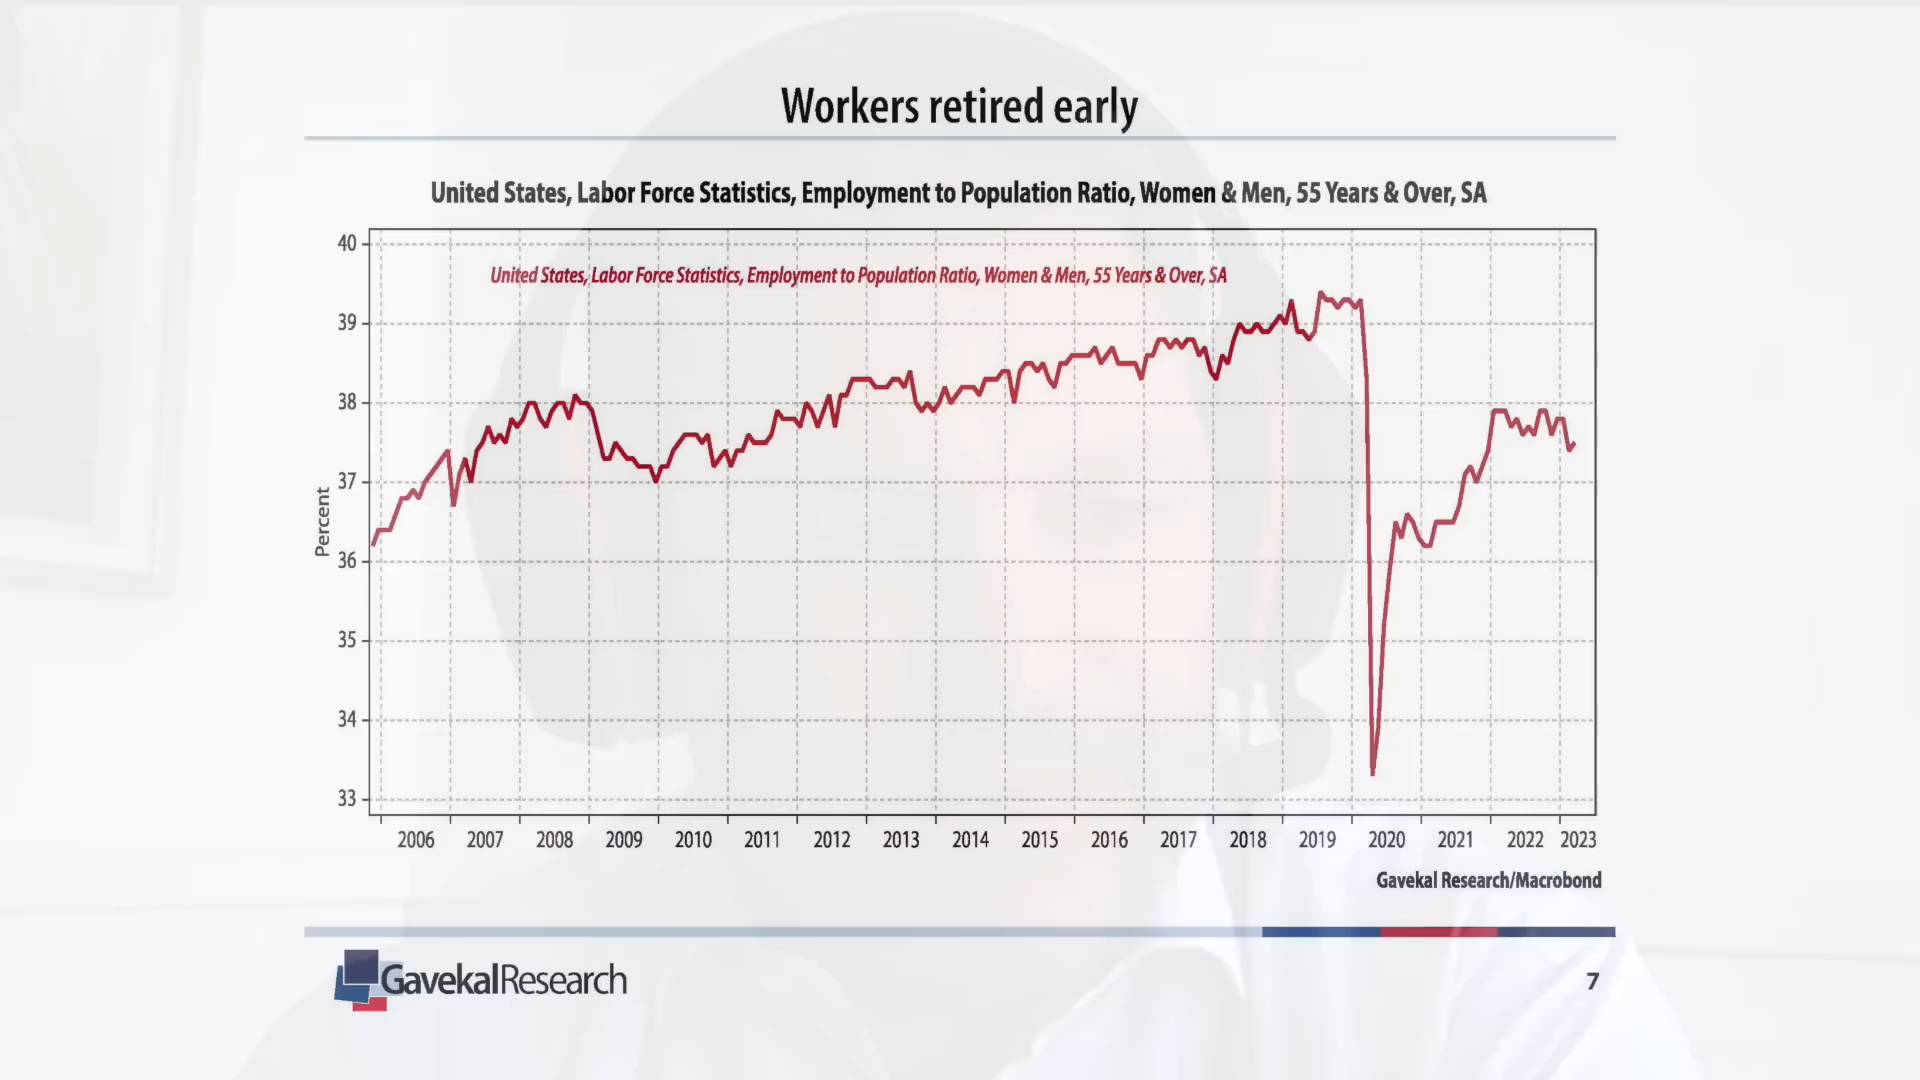 Workers retired early
United States, Labor Force Statistics, Employment to Population Ratio, Women & Men, 55 Years & Over, SA
United States, Labor Force Statistics, Employment to Population Ratio, Women & Men, 55 Years & Over, SA
40
39
38
37
36
35
34
33
Percent
2006 2007 2008 2009 2010 2011 2012 2013 2014 2015 2016 2017 2018 2019 2020 2021 2022 2023
Gavekal Research/Macrobond
GavekalResearch
7